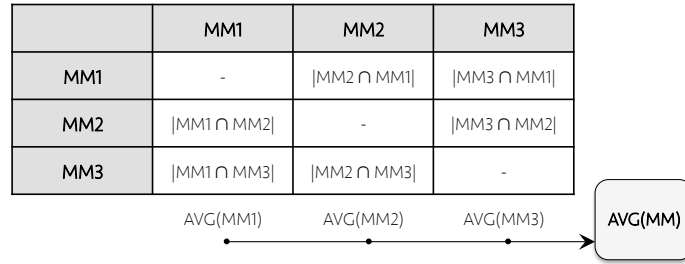 MM1 MM2 MM3
MM1 - |MM2 ∩ MM1| |MM3 ∩ MM1|
MM2 |MM1 ∩ MM2| - |MM3 ∩ MM2|
MM3 |MM1 ∩ MM3| |MM2 ∩ MM3| -
AVG(MM1) AVG(MM2) AVG(MM3) AVG(MM)